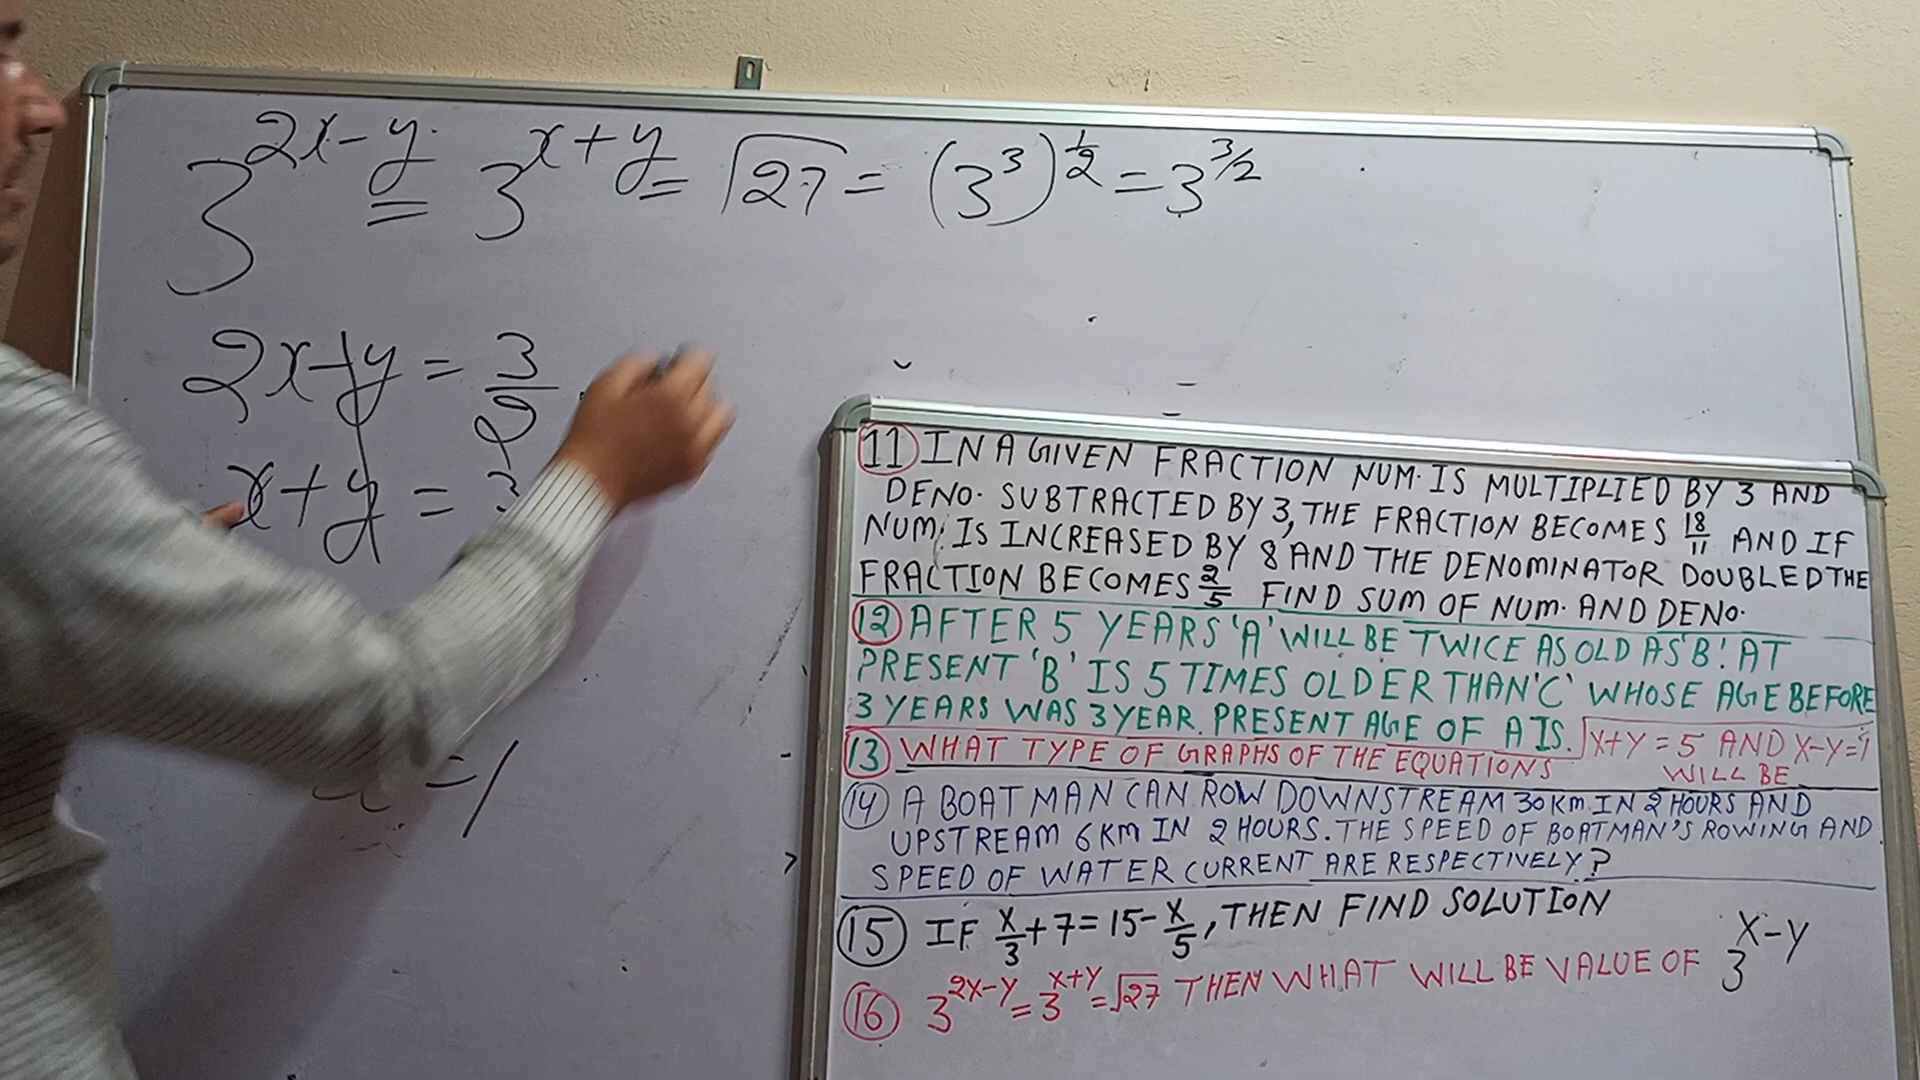 3^{2x-y} = 3^{x+y} = √27 = (3^3)^{1/2} = 3^{3/2}
2x-y = 3/2
x+y = 3
x = 1
(11) IN A GIVEN FRACTION NUM. IS MULTIPLIED BY 3 AND
DENO. SUBTRACTED BY 3, THE FRACTION BECOMES 18/11 AND IF
NUM. IS INCREASED BY 8 AND THE DENOMINATOR DOUBLED THE
FRACTION BECOMES 2/5 FIND SUM OF NUM. AND DENO.
(12) AFTER 5 YEARS 'A' WILL BE TWICE AS OLD AS 'B'. AT
PRESENT 'B' IS 5 TIMES OLDER THAN 'C' WHOSE AGE BEFORE
3 YEARS WAS 3 YEAR. PRESENT AGE OF A IS.
(13) WHAT TYPE OF GRAPHS OF THE EQUATIONS x+y = 5 AND x-y=1
WILL BE
(14) A BOATMAN CAN ROW DOWNSTREAM 30 Km IN 2 HOURS AND
UPSTREAM 6 KM IN 2 HOURS. THE SPEED OF BOATMAN'S ROWING AND
SPEED OF WATER CURRENT ARE RESPECTIVELY?
(15) IF x/3 + 7 = 15 - x/5, THEN FIND SOLUTION
(16) 3^{2x-y} = 3^{x+y} = √27 THEN WHAT WILL BE VALUE OF 3^{x-y}